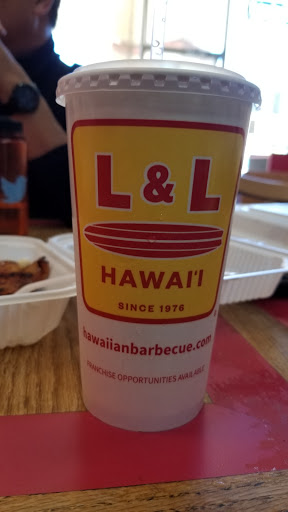 L & L
HAWAI'I
SINCE 1976
hawaiianbarbecue.com
FRANCHISE OPPORTUNITIES AVAILABLE